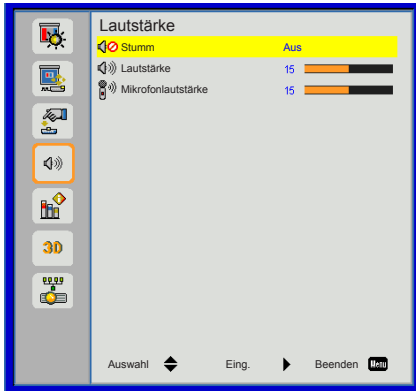 Lautstärke
Stumm Aus
Lautstärke 15
Mikrofonlautstärke 15
3D
Auswahl Eing. Beenden Menu